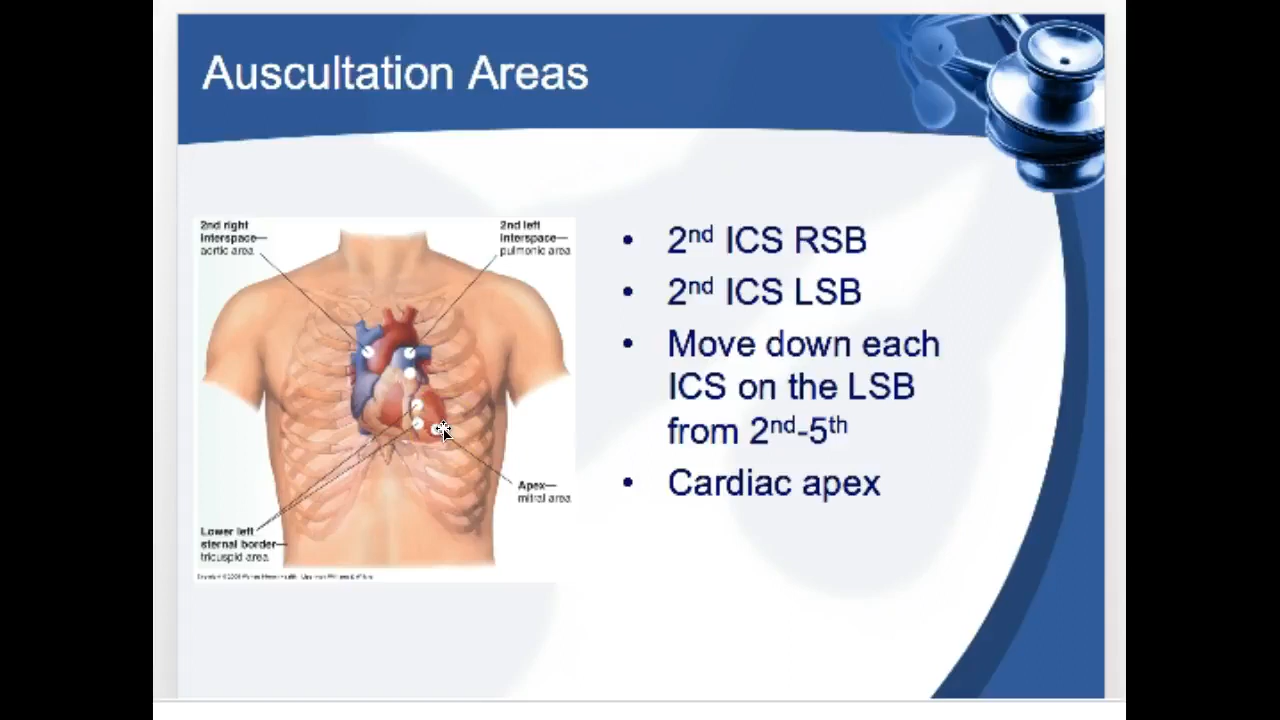 Auscultation Areas
2nd right
interspace—
aortic area
2nd left
interspace—
pulmonic area
2nd ICS RSB
2nd ICS LSB
Move down each
ICS on the LSB
from 2nd-5th
Cardiac apex
Apex—
mitral area
Lower left
sternal border—
tricuspid area